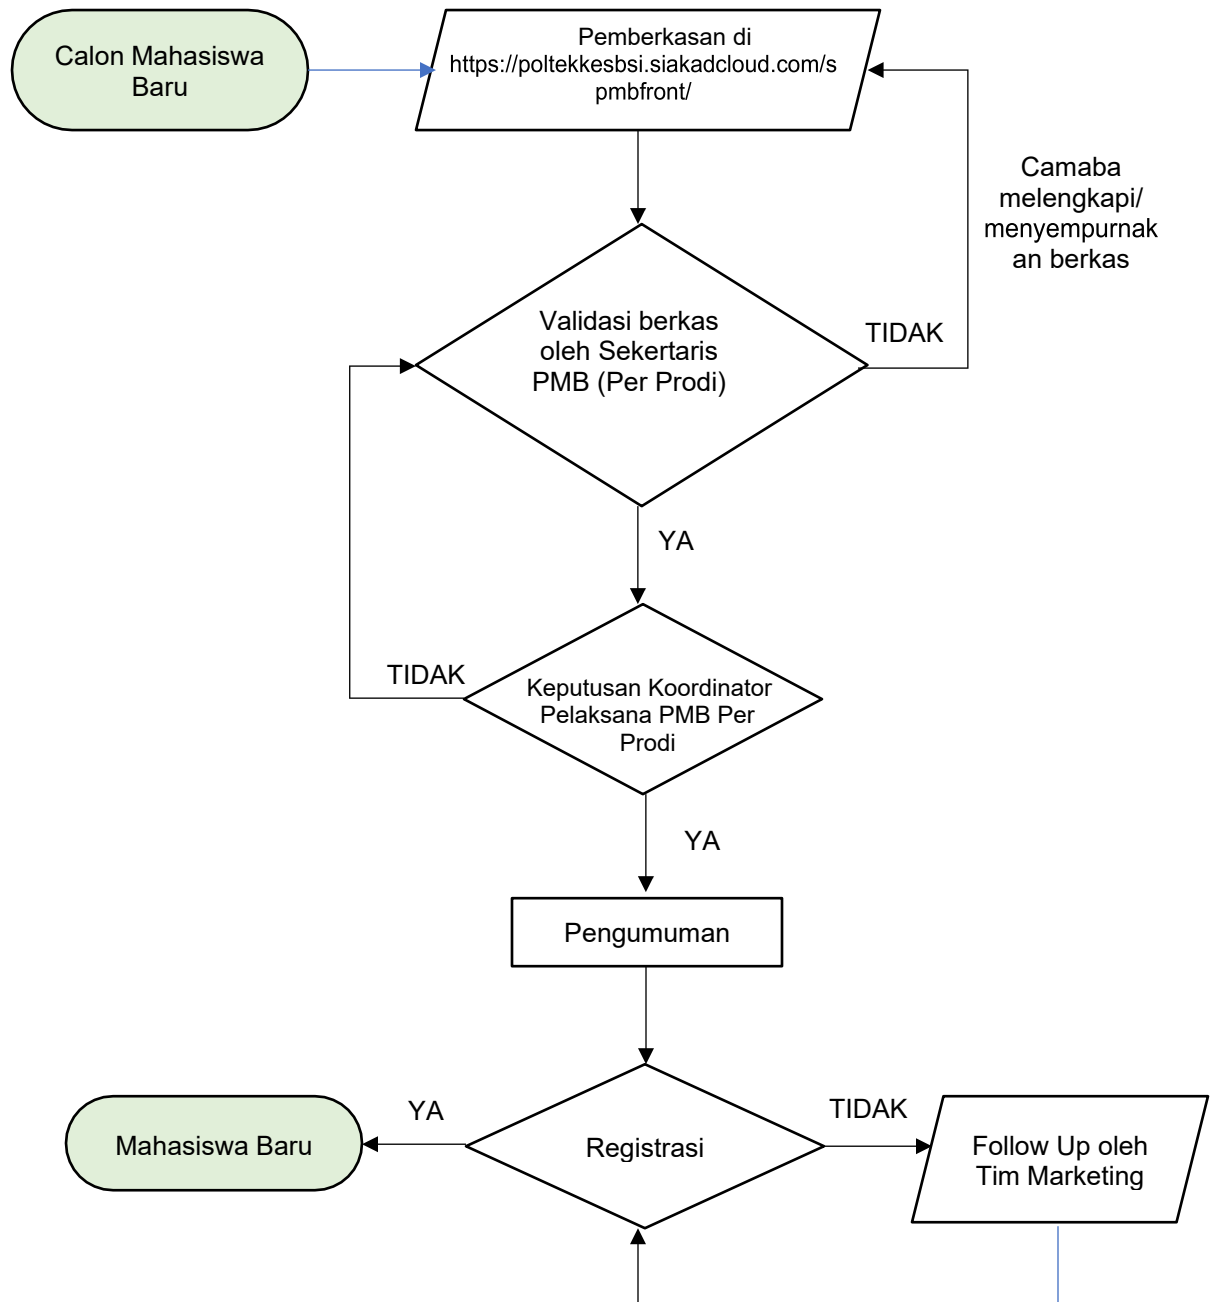 Calon Mahasiswa
Baru
Pemberkasan di
https://poltekkesbsi.siakadcloud.com/s
pmbfront/
Camaba
melengkapi/
menyempurnak
an berkas
Validasi berkas
oleh Sekertaris
PMB (Per Prodi)
TIDAK
YA
TIDAK
Keputusan Koordinator
Pelaksana PMB Per
Prodi
YA
Pengumuman
YA
TIDAK
Mahasiswa Baru
Registrasi
Follow Up oleh
Tim Marketing